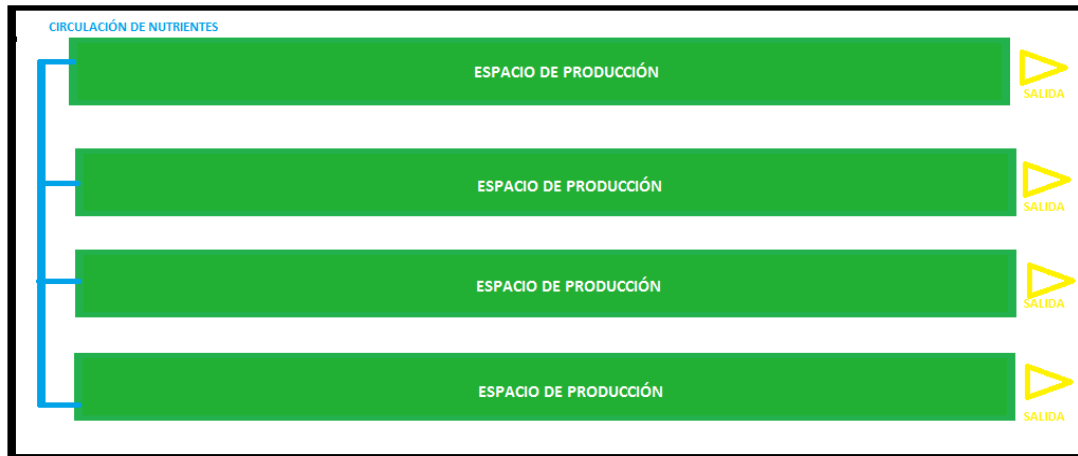 CIRCULACIÓN DE NUTRIENTES
ESPACIO DE PRODUCCIÓN
SALIDA
ESPACIO DE PRODUCCIÓN
SALIDA
ESPACIO DE PRODUCCIÓN
SALIDA
ESPACIO DE PRODUCCIÓN
SALIDA